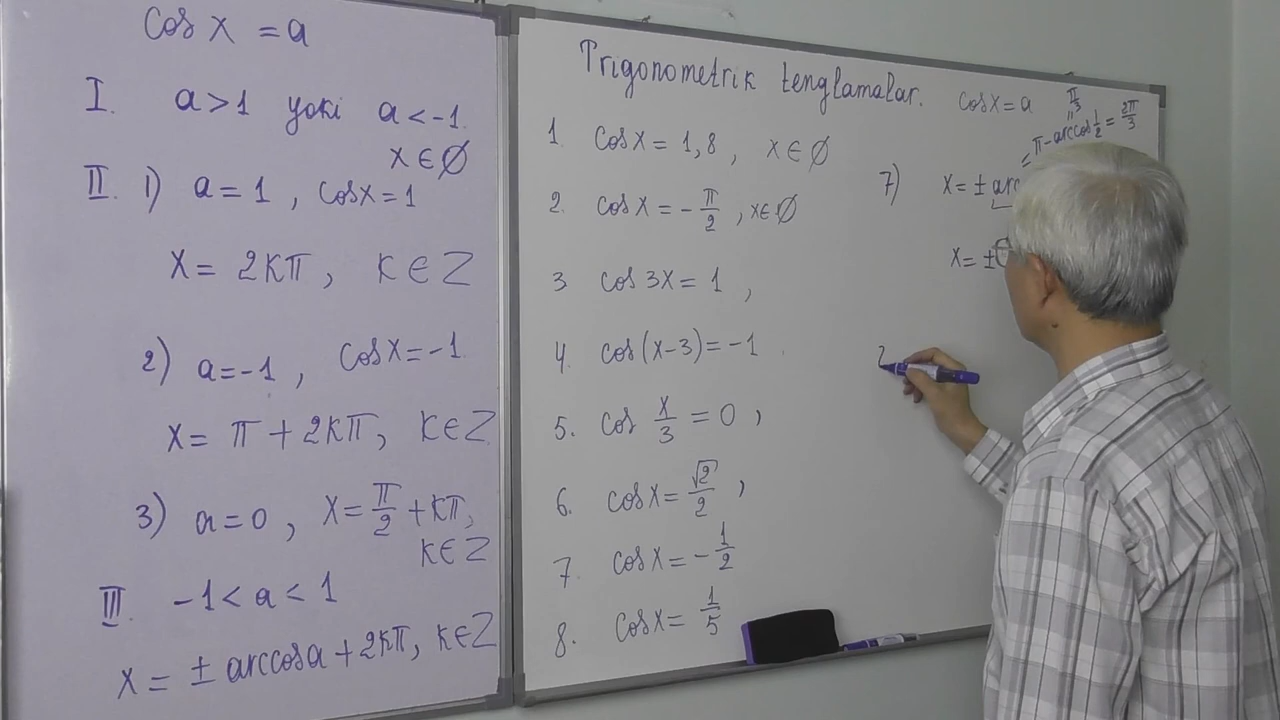 cos x = a
I. a > 1 yoki a < -1.
x ∈ ∅
II. 1) a = 1, cos x = 1
x = 2kπ, k ∈ Z
2) a = -1, cos x = -1
x = π + 2kπ, k ∈ Z
3) a = 0, x = π/2 + kπ,
k ∈ Z
III. -1 < a < 1
x = ± arccos a + 2kπ, k ∈ Z
Trigonometrik tenglamalar. cos x = a
1. cos x = 1,8, x ∈ ∅
2. cos x = -π/2, x ∈ ∅
3 cos 3x = 1,
4. cos(x-3) = -1
5. cos x/3 = 0,
6. cos x = √2/2,
7. cos x = -1/2
8. cos x = 1/5
π/3
=
= π - arccos 1/2 = 2π/3
7) x = ±
x = ±